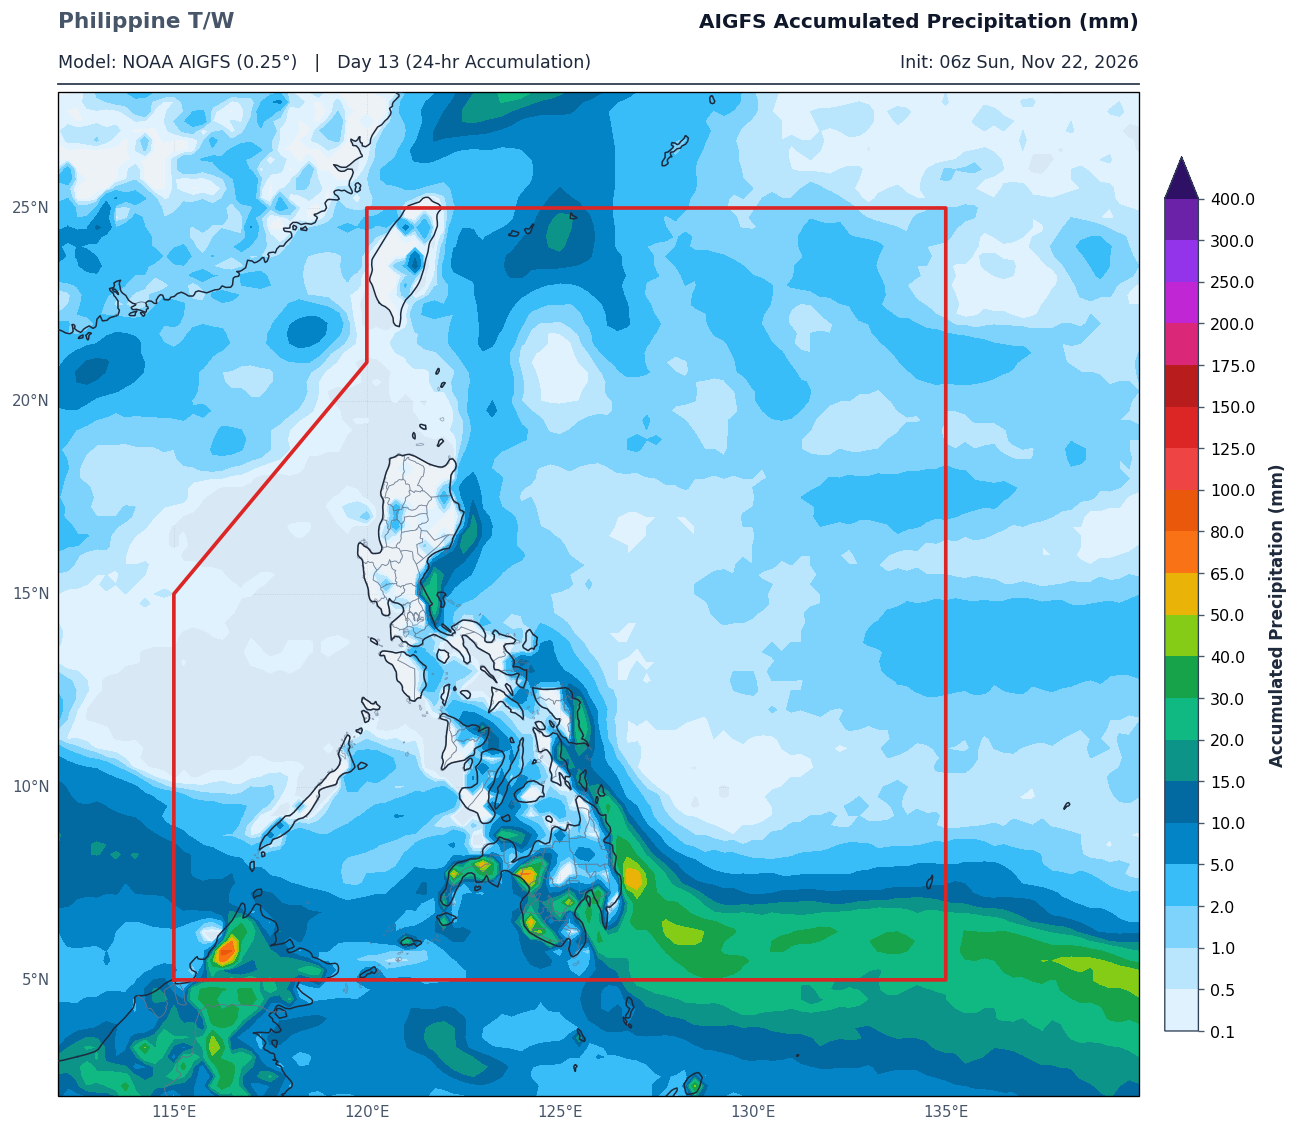 Philippine T/W
AIGFS Accumulated Precipitation (mm)
Model: NOAA AIGFS (0.25°) | Day 13 (24-hr Accumulation)
Init: 06z Sun, Nov 22, 2026
25°N
20°N
15°N
10°N
5°N
115°E
120°E
125°E
130°E
135°E
400.0
300.0
250.0
200.0
175.0
150.0
125.0
100.0
80.0
65.0
50.0
40.0
30.0
20.0
15.0
10.0
5.0
2.0
1.0
0.5
0.1
Accumulated Precipitation (mm)